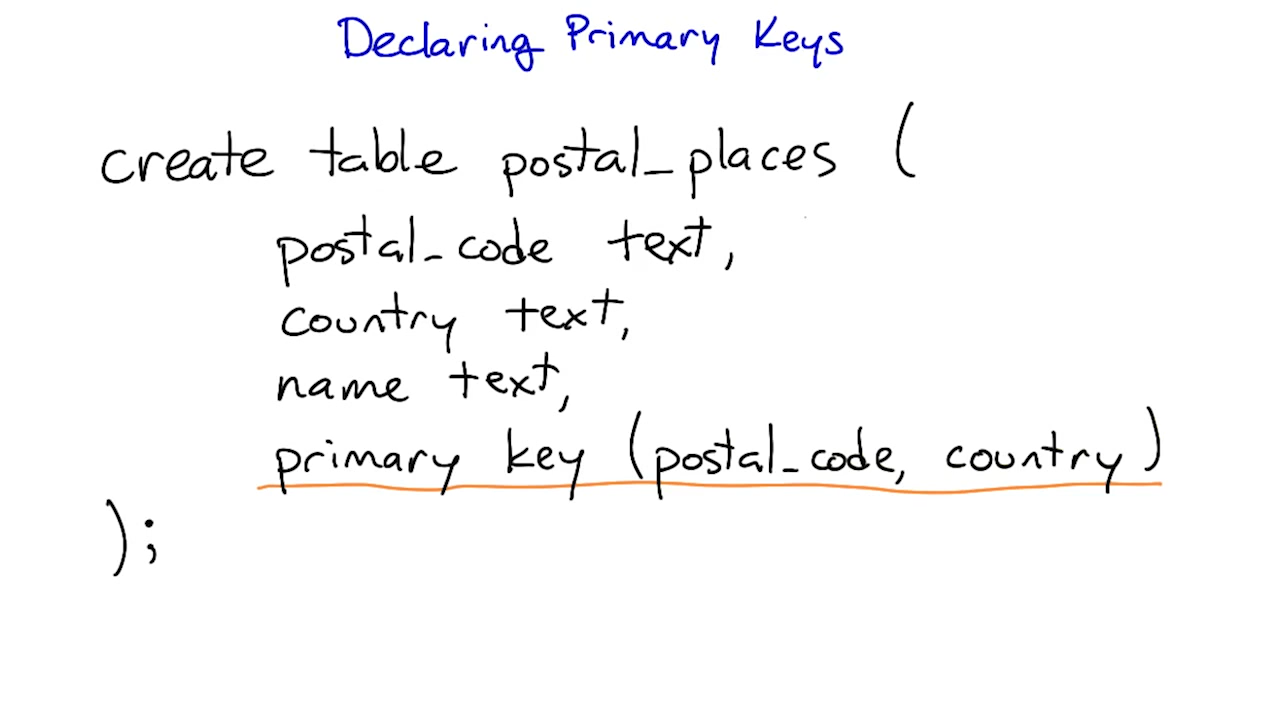 Declaring Primary Keys
create table postal_places (
postal_code text,
country text,
name text,
primary key (postal_code, country)
);